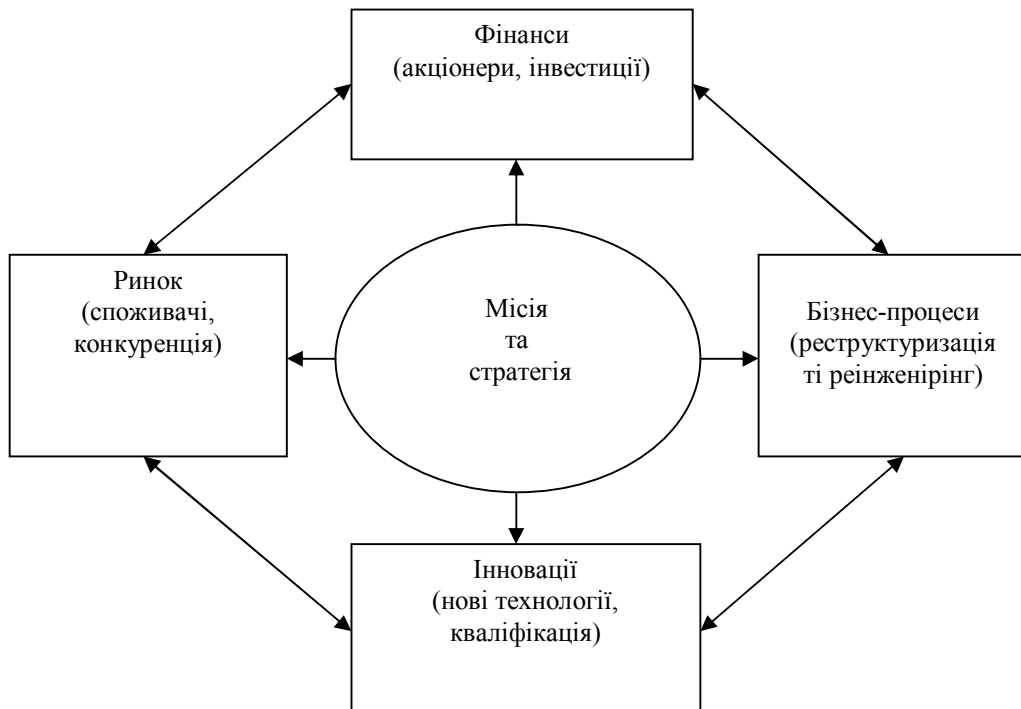 Фінанси
(акціонери, інвестиції)
Ринок
(споживачі,
конкуренція)
Місія
та
стратегія
Бізнес-процеси
(реструктуризація
ті реінженірінг)
Інновації
(нові технології,
кваліфікація)